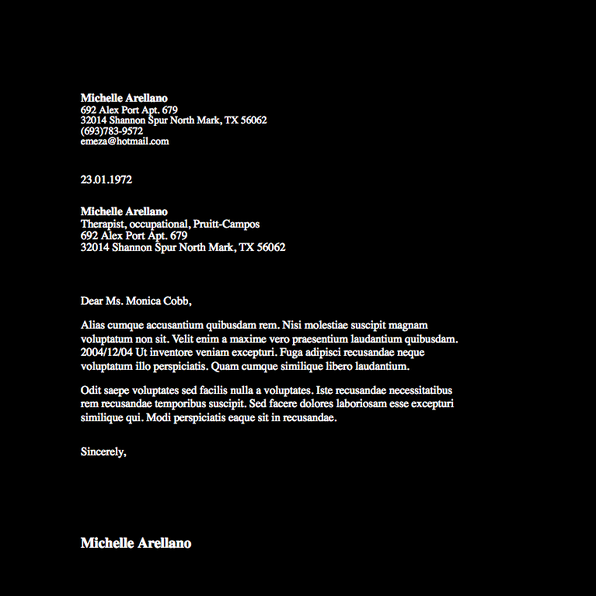 Michelle Arellano
692 Alex Port Apt. 679
32014 Shannon Spur North Mark, TX 56062
(693)783-9572
emeza@hotmail.com
23.01.1972
Michelle Arellano
Therapist, occupational, Pruitt-Campos
692 Alex Port Apt. 679
32014 Shannon Spur North Mark, TX 56062
Dear Ms. Monica Cobb,
Alias cumque accusantium quibusdam rem. Nisi molestiae suscipit magnam
voluptatum non sit. Velit enim a maxime vero praesentium laudantium quibusdam.
2004/12/04 Ut inventore veniam excepturi. Fuga adipisci recusandae neque
voluptatum illo perspiciatis. Quam cumque similique libero laudantium.
Odit saepe voluptates sed facilis nulla a voluptates. Iste recusandae necessitatibus
rem recusandae temporibus suscipit. Sed facere dolores laboriosam esse excepturi
similique qui. Modi perspiciatis eaque sit in recusandae.
Sincerely,
Michelle Arellano